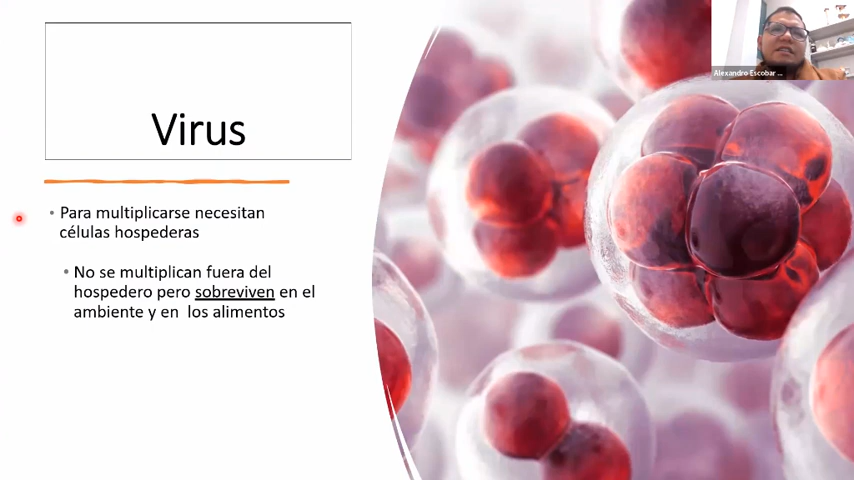 Alexandro Escobar ...
Virus
• Para multiplicarse necesitan
células hospederas
• No se multiplican fuera del
hospedero pero sobreviven en el
ambiente y en los alimentos